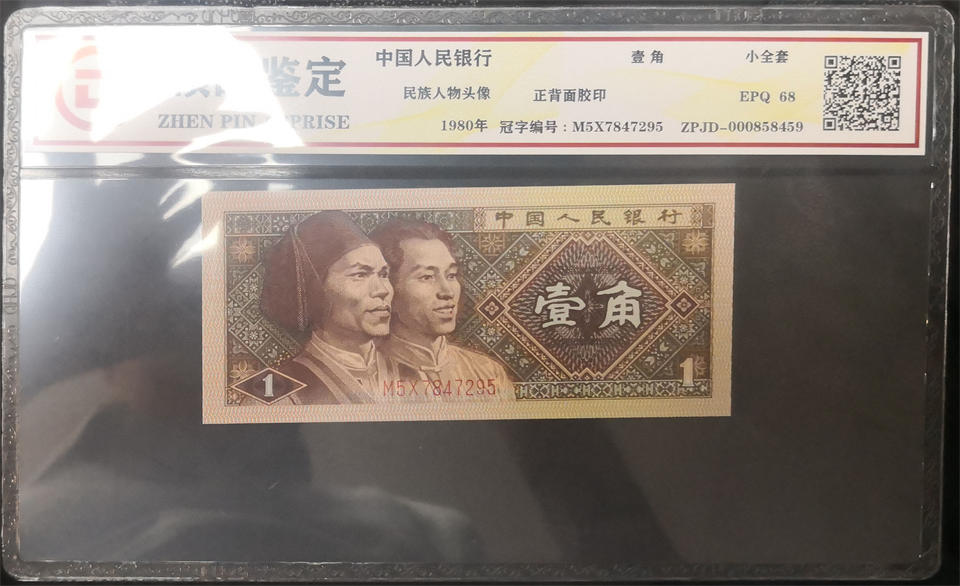 中国人民银行 壹角 小全套
鉴定
民族人物头像 正背面胶印 EPQ 68
ZHEN PIN PRISE
1980年 冠字编号:M5X7847295 ZPJD-000858459
中国人民银行
壹角
1 M5X7847295 1